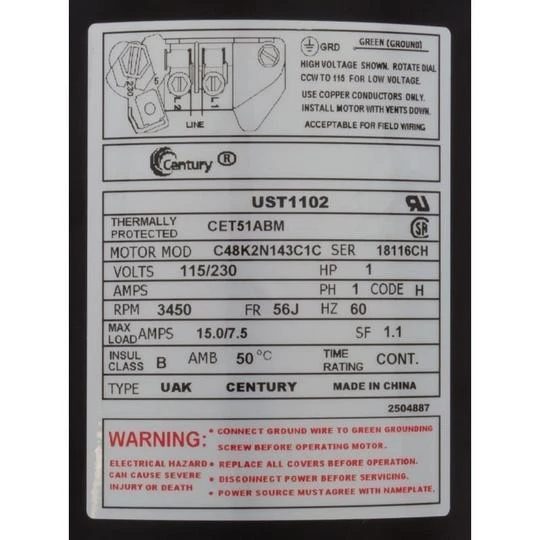 GRD GREEN (GROUND)
HIGH VOLTAGE SHOWN. ROTATE DIAL
CCW TO 115 FOR LOW VOLTAGE.
USE COPPER CONDUCTORS ONLY.
INSTALL MOTOR WITH VENTS DOWN.
ACCEPTABLE FOR FIELD WIRING
230
L2
L1
LINE
Century ®
UST1102
THERMALLY PROTECTED CET51ABM
MOTOR MOD C48K2N143C1C SER 18116CH
VOLTS 115/230 HP 1
AMPS PH 1 CODE H
RPM 3450 FR 56J HZ 60
MAX LOAD AMPS 15.0/7.5 SF 1.1
INSUL CLASS B AMB 50°C TIME RATING CONT.
TYPE UAK CENTURY MADE IN CHINA
2504887
WARNING:
ELECTRICAL HAZARD
CAN CAUSE SEVERE
INJURY OR DEATH
• CONNECT GROUND WIRE TO GREEN GROUNDING
SCREW BEFORE OPERATING MOTOR.
• REPLACE ALL COVERS BEFORE OPERATION.
• DISCONNECT POWER BEFORE SERVICING.
• POWER SOURCE MUST AGREE WITH NAMEPLATE.